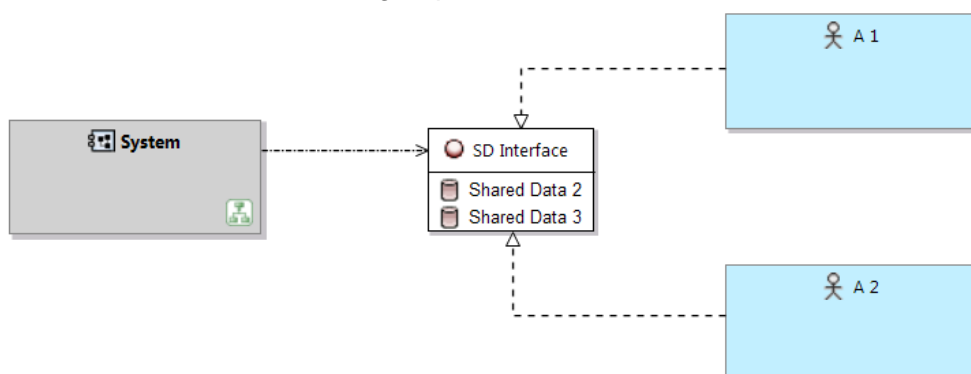 A 1
System
SD Interface
Shared Data 2
Shared Data 3
A 2